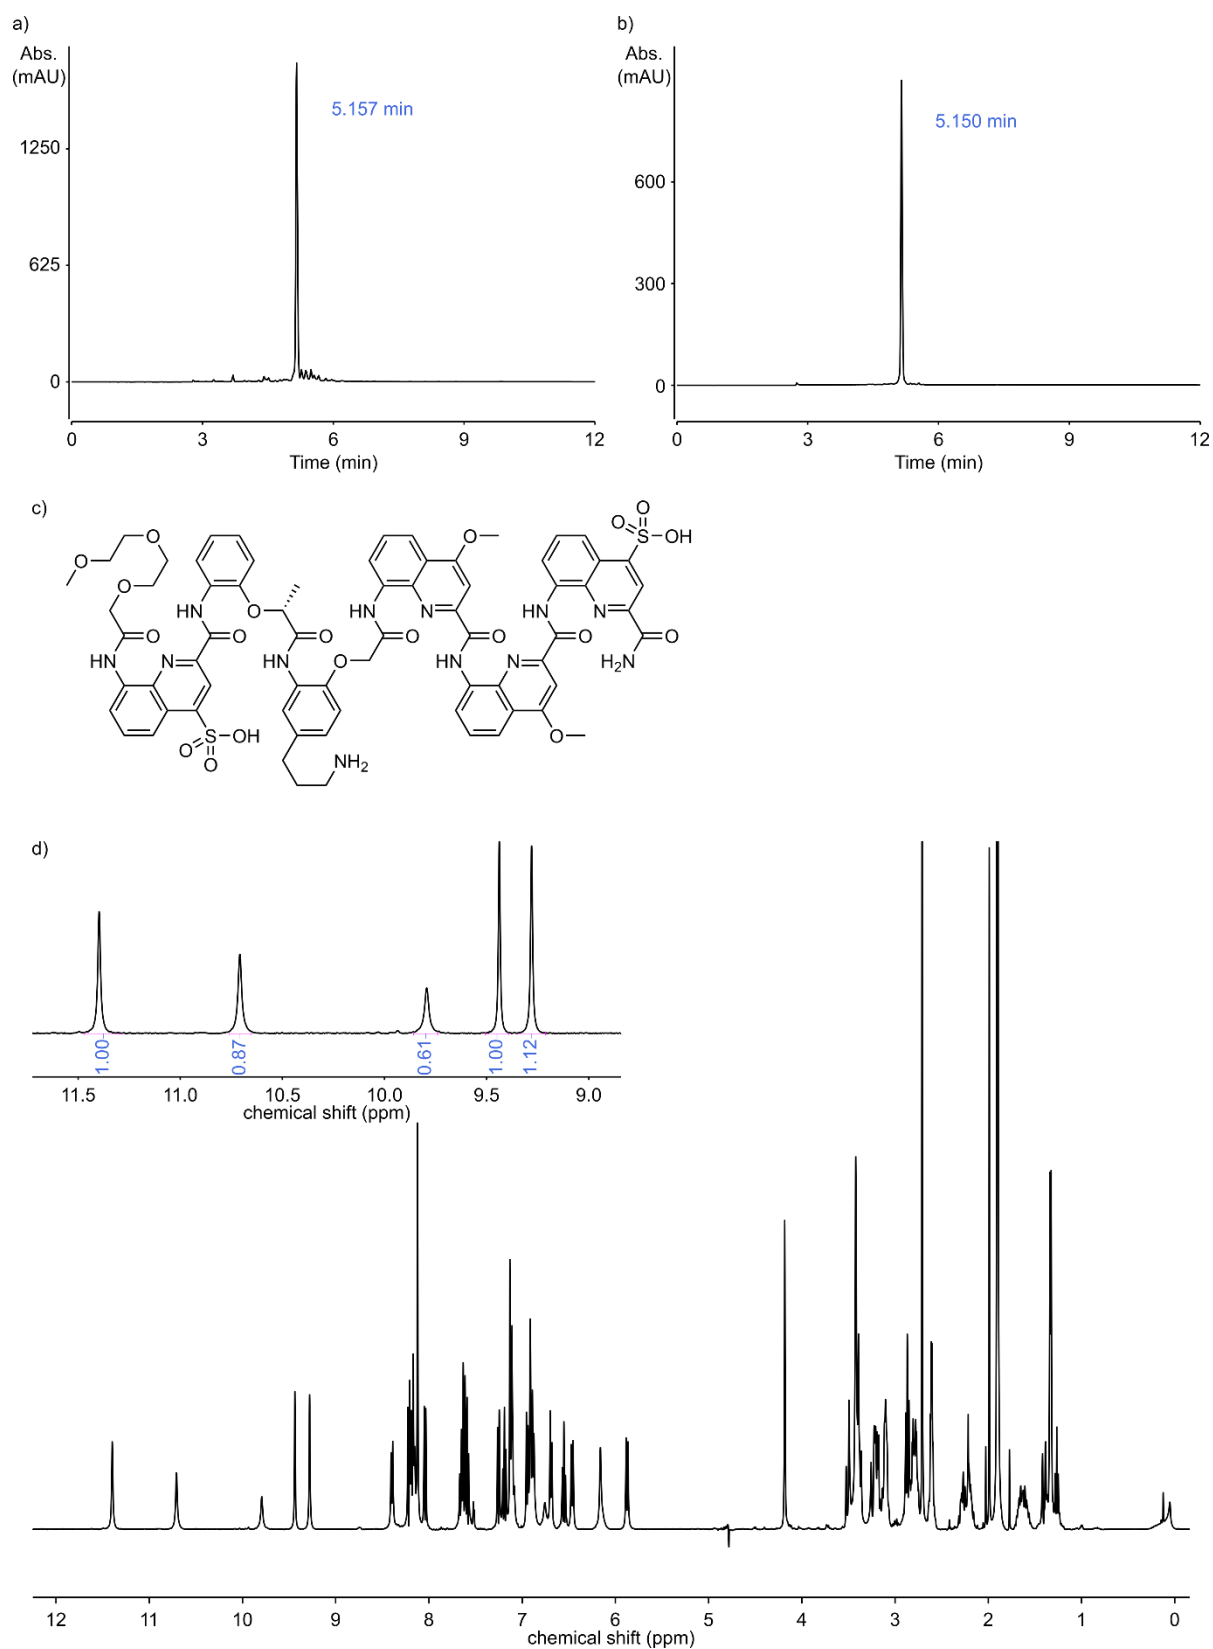 a)
Abs.
(mAU)
5.157 min
1250
625
0
0 3 6 9 12
Time (min)
b)
Abs.
(mAU)
5.150 min
600
300
0
0 3 6 9 12
Time (min)
c)
O
O
O
O
HN
NH
O
N
O
S
OH
O
O
O
HN
O
O
NH2
O
HN
O
N
O
HN
N
O
O
HN
N
O
S
O
OH
O
H2N
d)
1.00 0.87 0.61 1.00 1.12
11.5 11.0 10.5 10.0 9.5 9.0
chemical shift (ppm)
12 11 10 9 8 7 6 5 4 3 2 1 0
chemical shift (ppm)